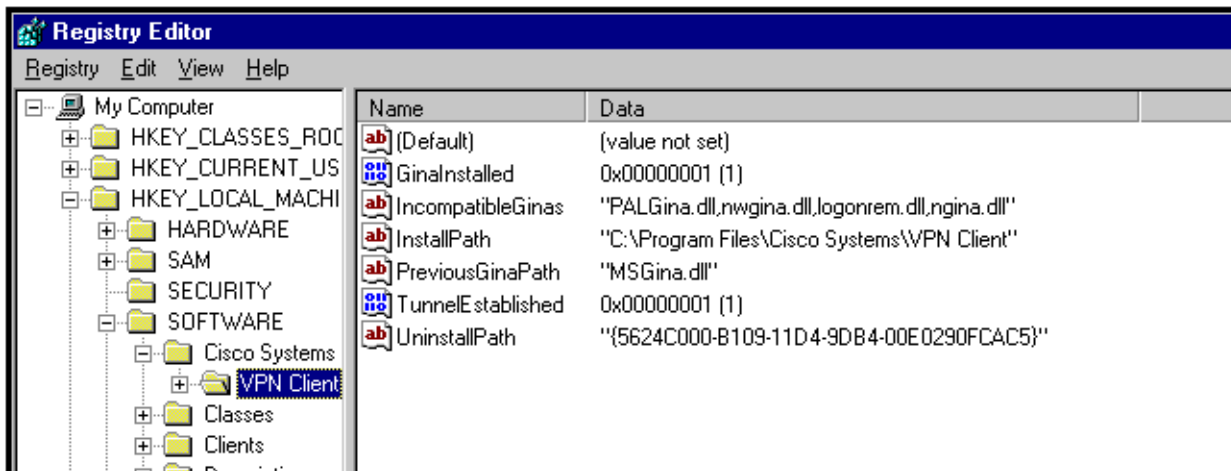 Registry Editor
Registry Edit View Help
My Computer
HKEY_CLASSES_ROO
HKEY_CURRENT_US
HKEY_LOCAL_MACHI
HARDWARE
SAM
SECURITY
SOFTWARE
Cisco Systems
VPN Client
Classes
Clients
Name Data
(Default) (value not set)
GinaInstalled 0x00000001 (1)
IncompatibleGinas "PALGina.dll,nwgina.dll,logonrem.dll,ngina.dll"
InstallPath "C:\Program Files\Cisco Systems\VPN Client"
PreviousGinaPath "MSGina.dll"
TunnelEstablished 0x00000001 (1)
UninstallPath "{5624C000-B109-11D4-9DB4-00E0290FCAC5}"